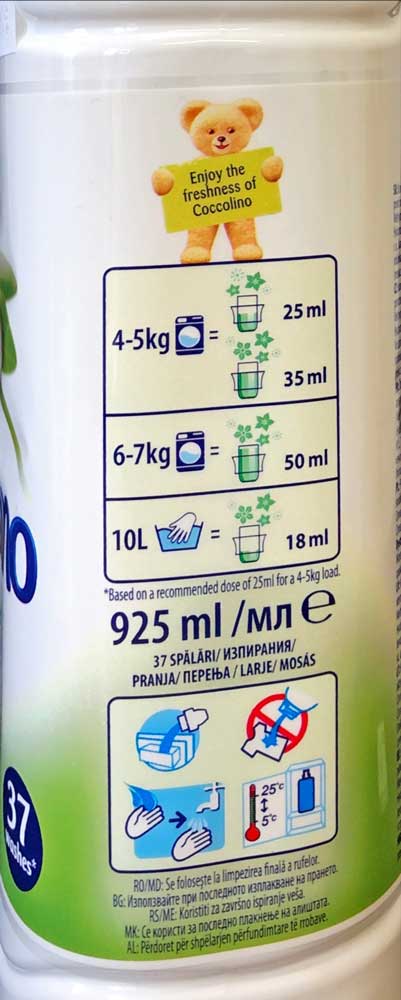 Enjoy the
freshness of
Coccolino
4-5kg = 25 ml
35 ml
6-7kg = 50 ml
10L = 18 ml
*Based on a recommended dose of 25ml for a 4-5kg load.
925 ml /мл e
37 SPĂLĂRI/ ИЗПИРАНИЯ/
PRANJA/ ПЕРЕЊА / LARJE/ MOSÁS
25°c
5°c
37
washes*
RO/MD: Se folosește la limpezirea finală a rufelor.
BG: Използвайте при последното изплакване на прането.
RS/ME: Koristiti za završno ispiranje veša.
MK: Се користи за последно плакнење на алиштата.
AL: Përdoret për shpëlarjen përfundimtare të rrobave.